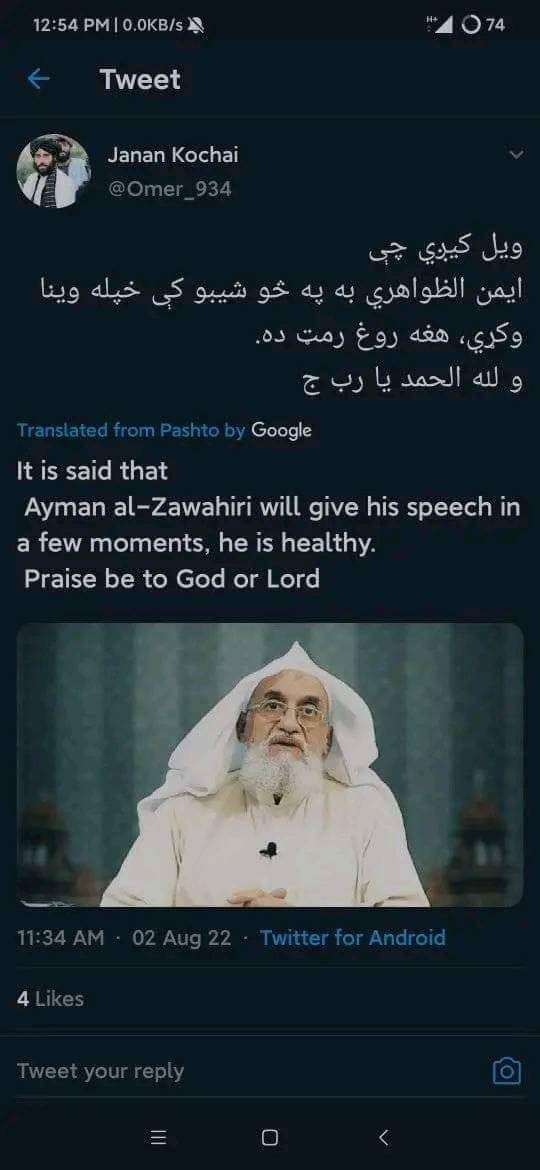 12:54 PM | 0.0KB/s
H+ 74
Tweet
Janan Kochai
@Omer_934
ویل کیږي چې
ایمن الظواهري به په څو شیبو کې خپله وینا
وکړي، هغه روغ رمټ ده.
و لله الحمد یا رب ج
Translated from Pashto by Google
It is said that
Ayman al-Zawahiri will give his speech in
a few moments, he is healthy.
Praise be to God or Lord
11:34 AM · 02 Aug 22 · Twitter for Android
4 Likes
Tweet your reply